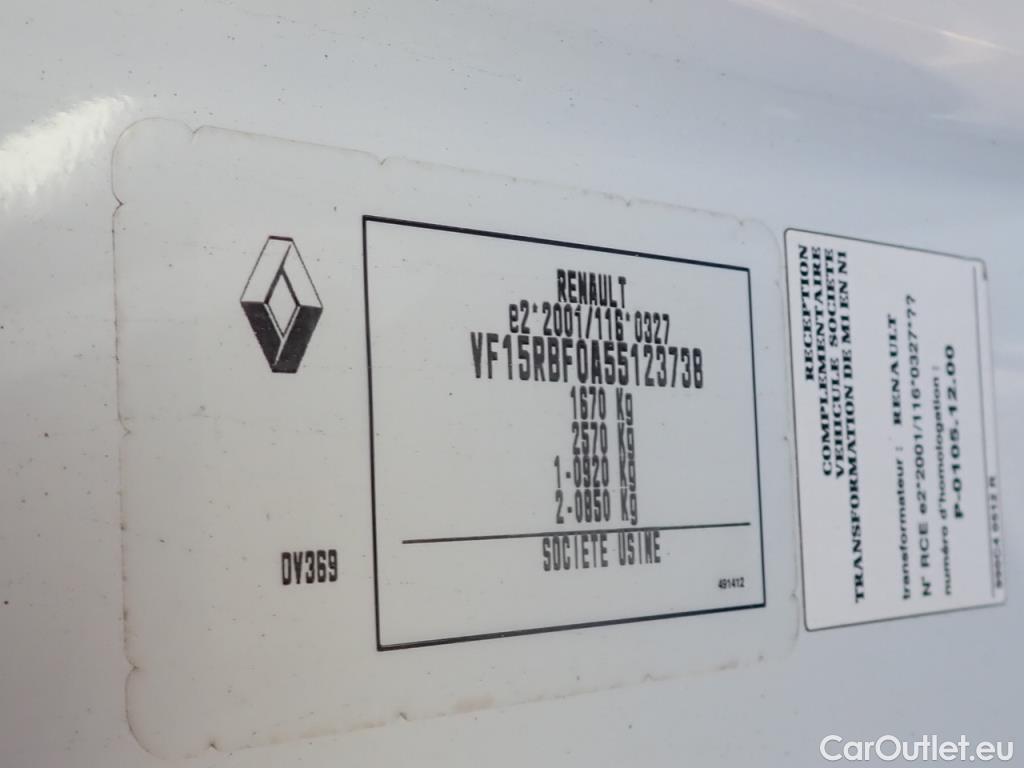 RENAULT
e2*2001/116*0327
VF15RBF0A55123738
1670 Kg
2570 Kg
1-0920 Kg
2-0850 Kg
SOCIETE USINE
491412
DV369
RECEPTION
COMPLEMENTAIRE
VEHICULE SOCIETE
TRANSFORMATION DE MI EN NI
transformateur : RENAULT
N° RCE e2*2001/116*0327*??
numéro d'homologation :
P-0105.12.00
CarOutlet.eu